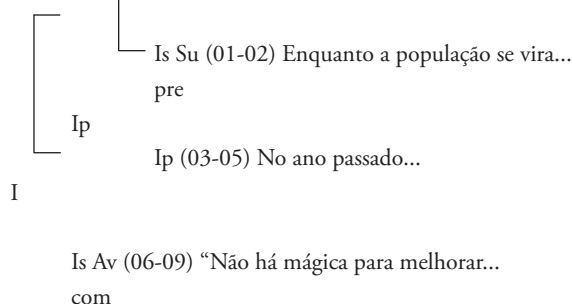 Is Su (01-02) Enquanto a população se vira...
pre
Ip
Ip (03-05) No ano passado...
I
Is Av (06-09) “Não há mágica para melhorar...
com